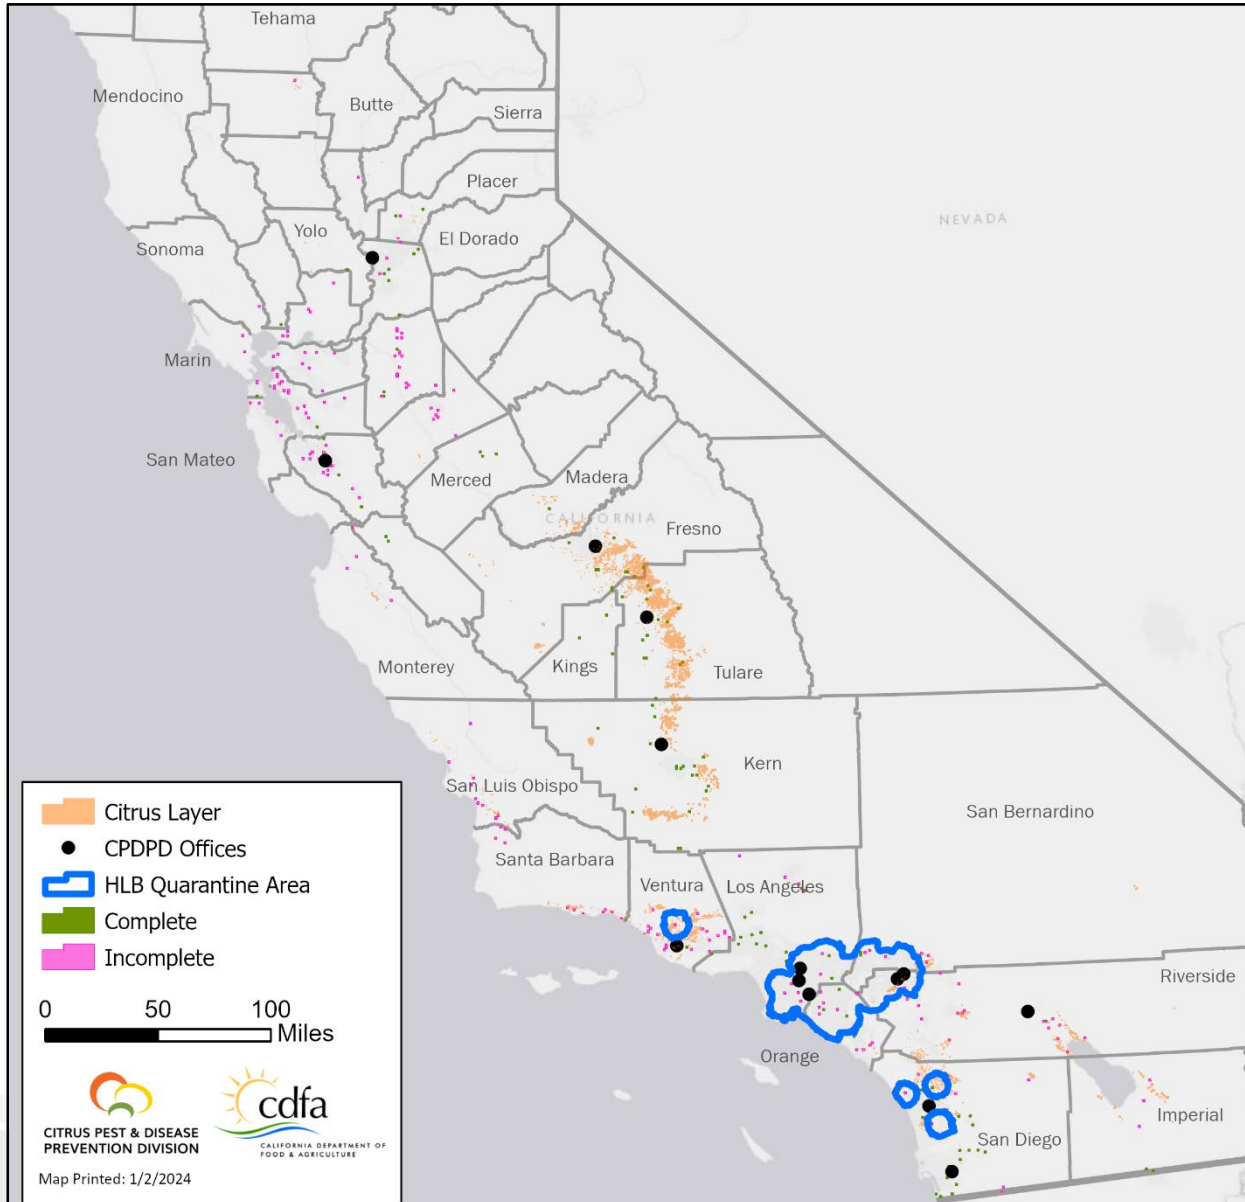 Tehama
Mendocino
Butte
Sierra
Placer
NEVADA
Yolo
El Dorado
Sonoma
Marin
San Mateo
Merced
Madera
CALIFORNIA
Fresno
Monterey
Kings
Tulare
Kern
San Luis Obispo
San Bernardino
Santa Barbara
Ventura
Los Angeles
Riverside
Orange
Imperial
San Diego
Citrus Layer
CPDPD Offices
HLB Quarantine Area
Complete
Incomplete
0 50 100
Miles
CITRUS PEST & DISEASE
PREVENTION DIVISION
cdfa
CALIFORNIA DEPARTMENT OF
FOOD & AGRICULTURE
Map Printed: 1/2/2024